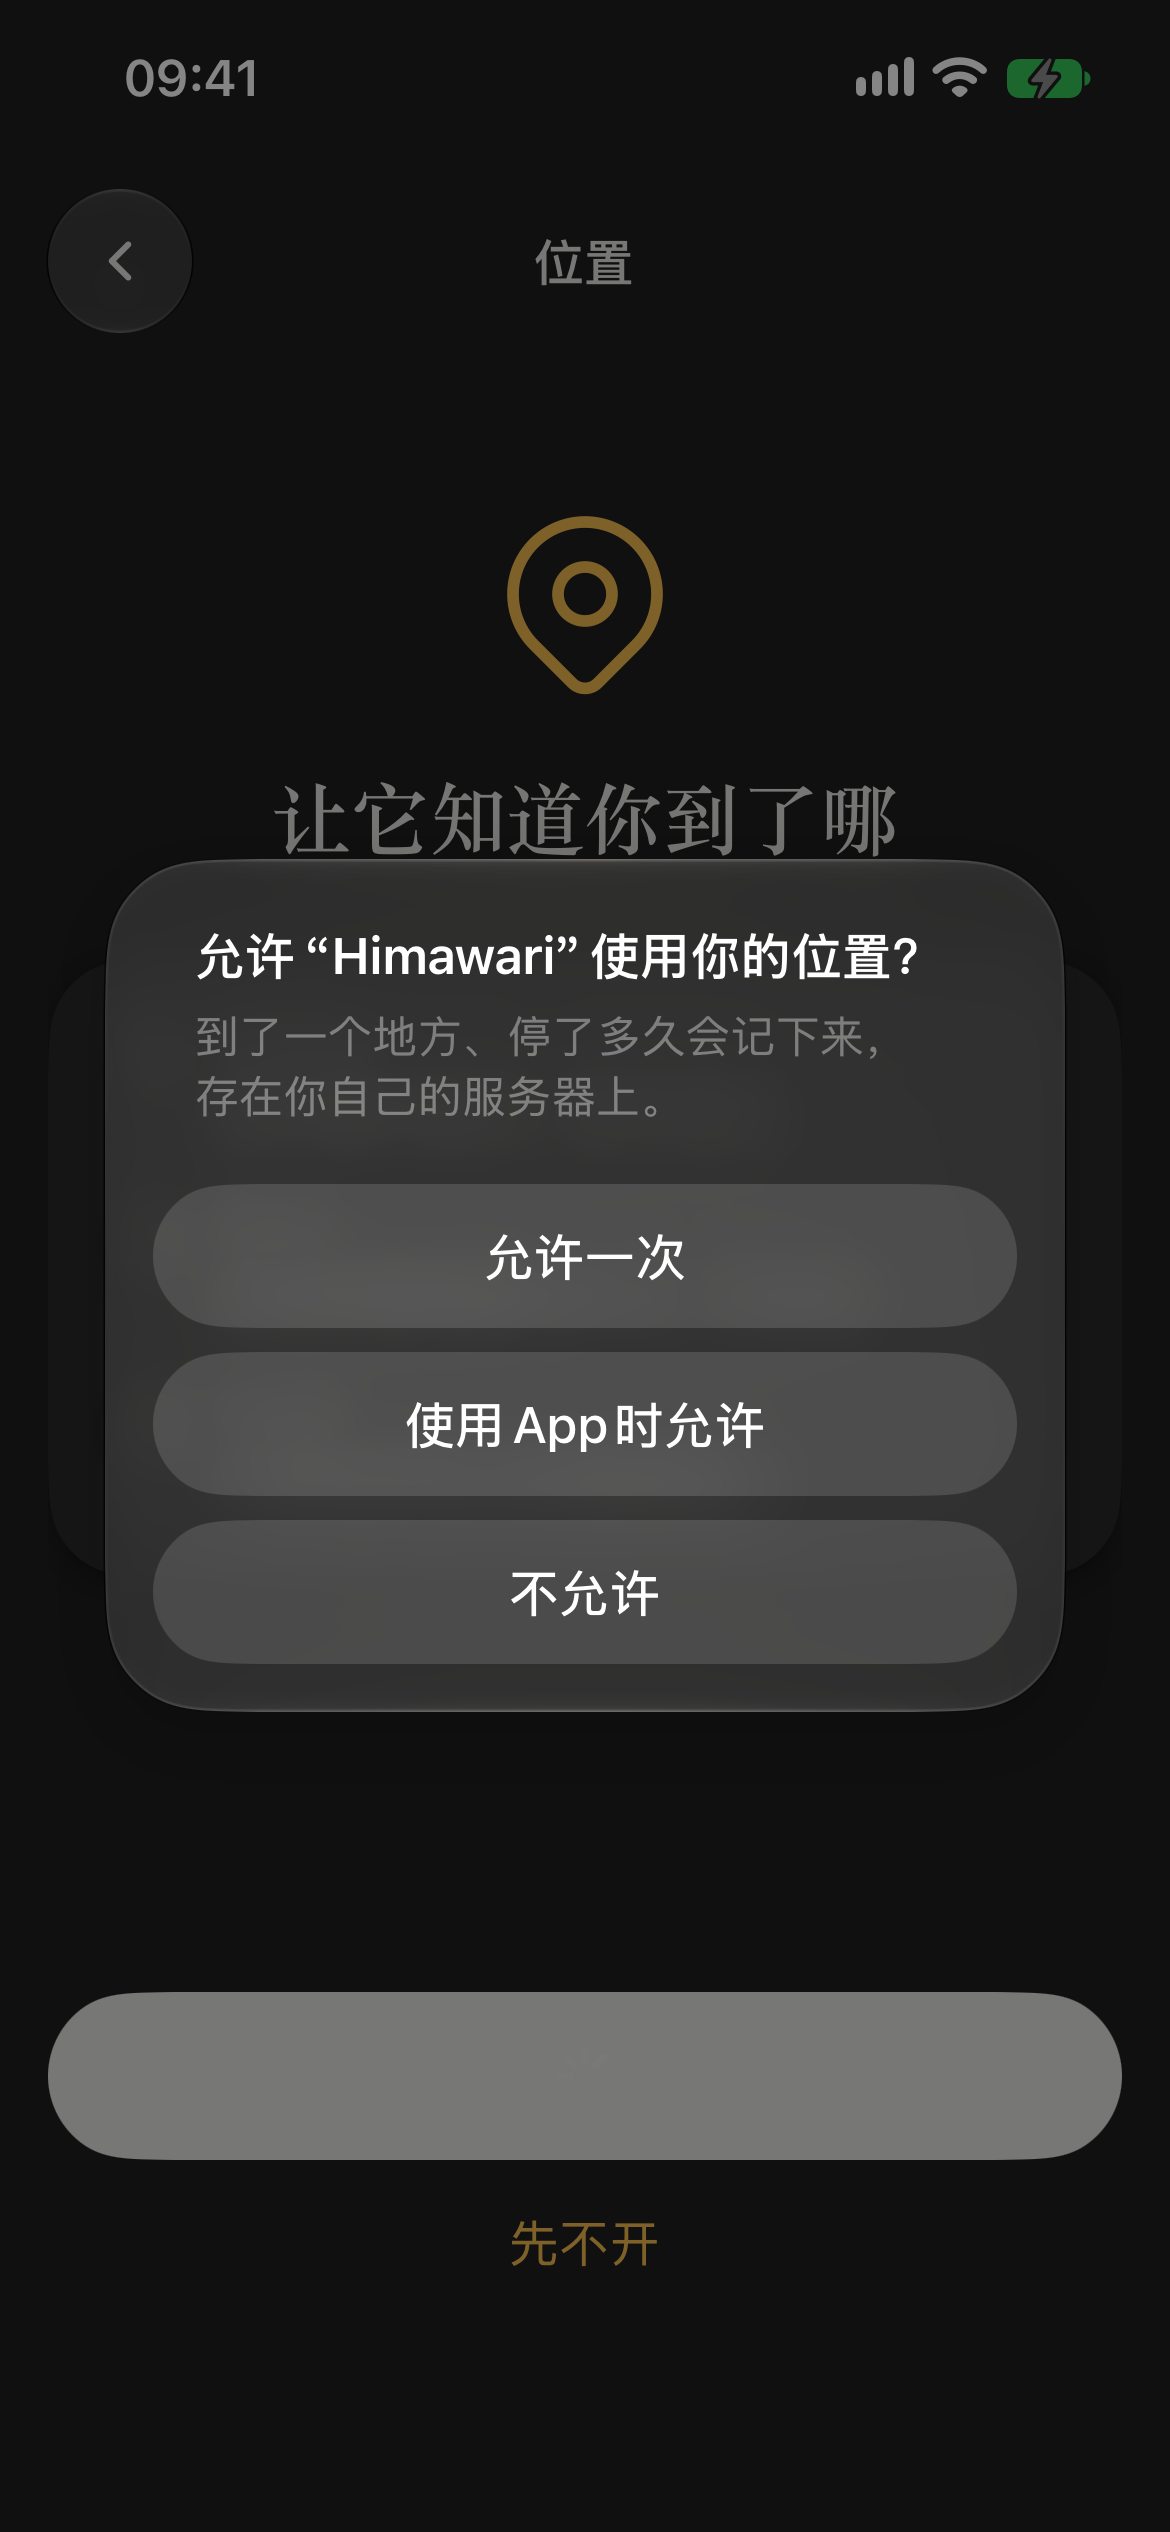 09:41
位置
让它知道你到了哪
允许 “Himawari” 使用你的位置?
到了一个地方、停了多久会记下来,
存在你自己的服务器上。
允许一次
使用 App 时允许
不允许
先不开